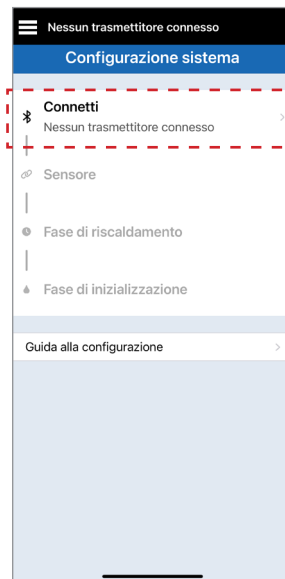 Nessun trasmettitore connesso
Configurazione sistema
Connetti
Nessun trasmettitore connesso
Sensore
Fase di riscaldamento
Fase di inizializzazione
Guida alla configurazione